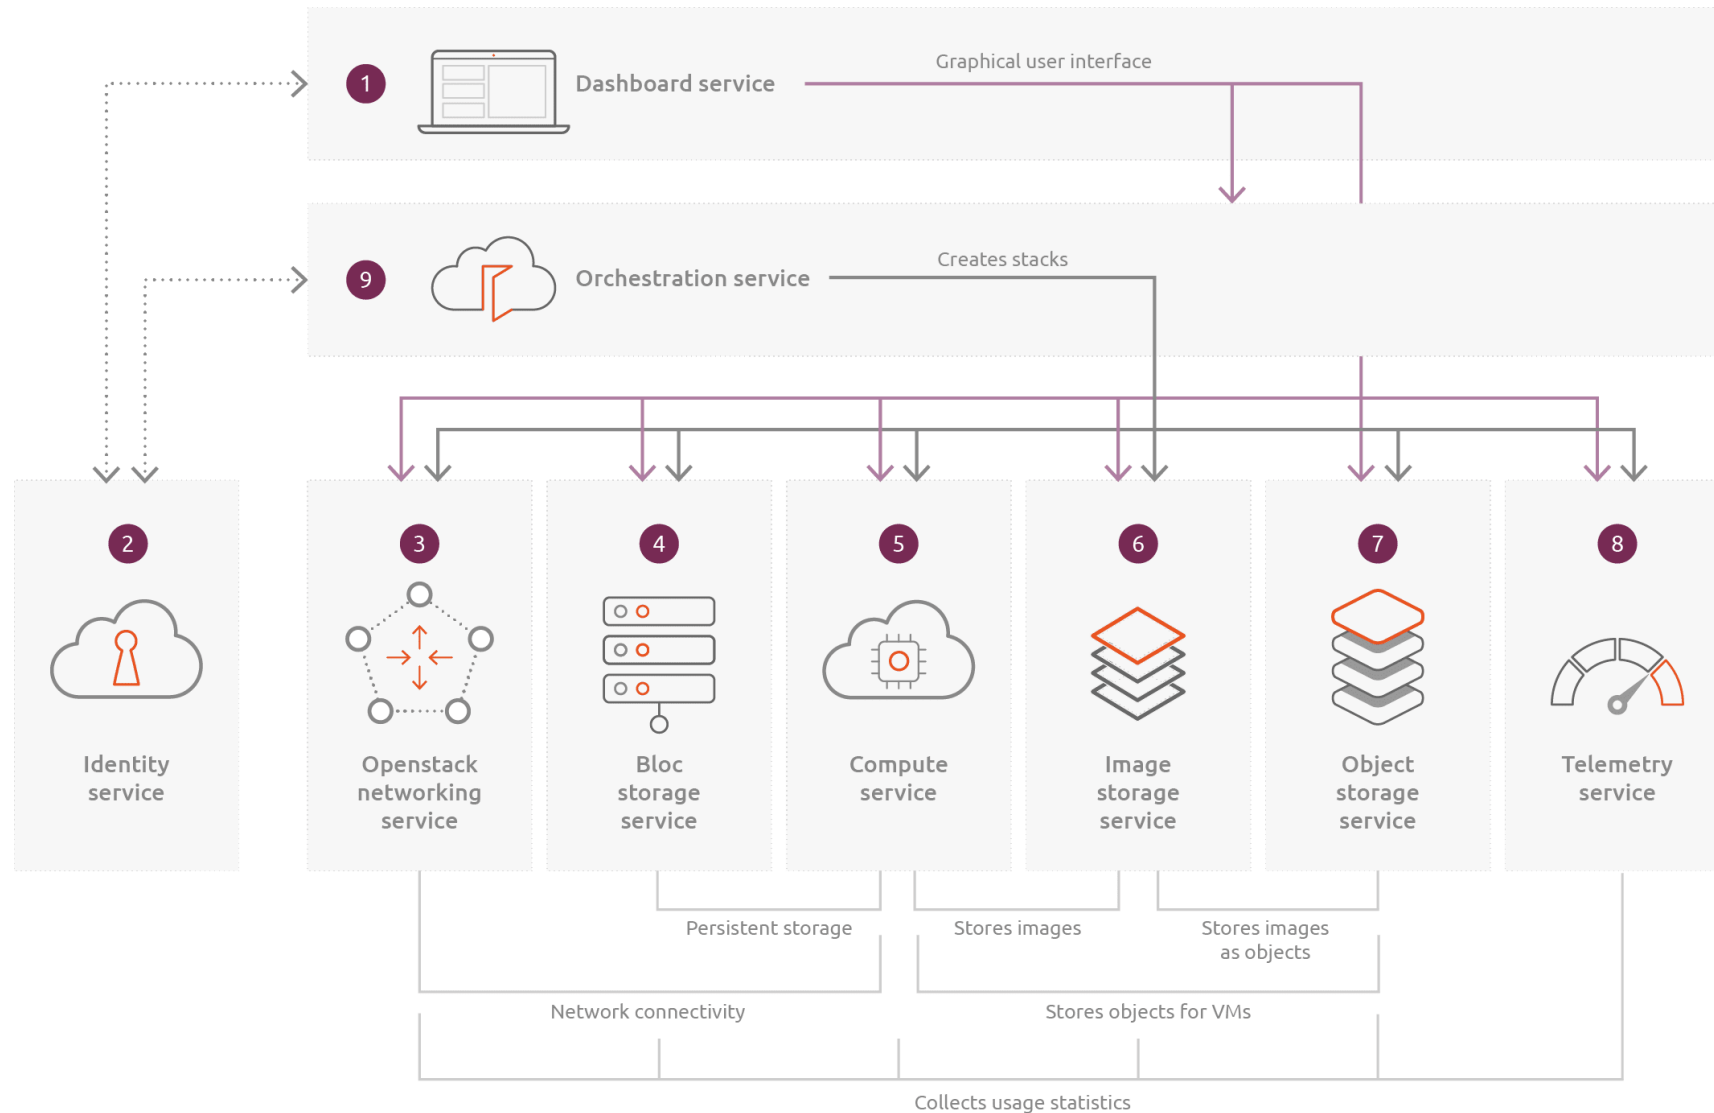 1
Dashboard service
Graphical user interface
9
Orchestration service
Creates stacks
2
Identity
service
3
Openstack
networking
service
4
Bloc
storage
service
5
Compute
service
6
Image
storage
service
7
Object
storage
service
8
Telemetry
service
Persistent storage
Stores images
Stores images
as objects
Network connectivity
Stores objects for VMs
Collects usage statistics